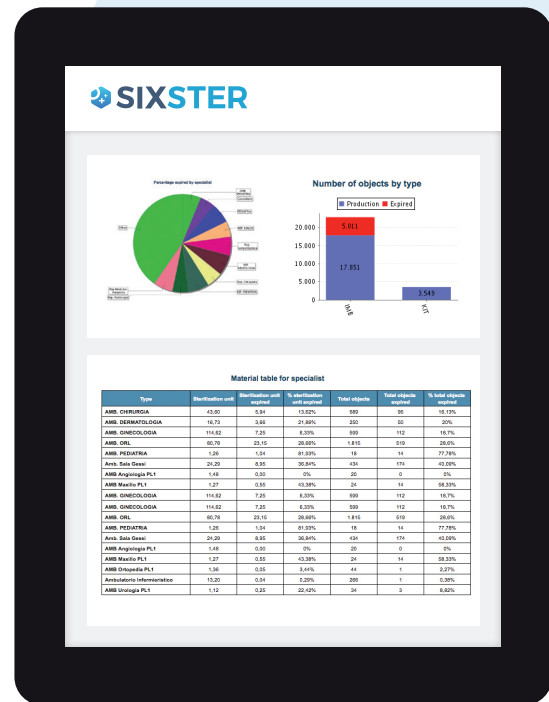 SIXSTER
Percentage expired by specialist
Number of objects by type
Production Expired
20.000
15.000
10.000
5.000
0
5.011
17.851
3.549
IMB
KIT
Material table for specialist
Type Sterilization unit Sterilization unit expired % sterilization unit expired Total objects Total objects expired % total objects expired
AMB. CHIRURGIA 43,60 5,94 13,62% 589 95 16,13%
AMB. DERMATOLOGIA 16,73 3,66 21,88% 250 50 20%
AMB. GINECOLOGIA 114,62 7,25 6,33% 599 112 18,7%
AMB. ORL 80,78 23,15 28,66% 1.815 519 28,6%
AMB. PEDIATRIA 1,26 1,04 81,93% 18 14 77,78%
Amb. Sala Gessi 24,29 8,95 36,84% 434 174 40,09%
AMB Angiologia PL1 1,48 0,00 0% 20 0 0%
AMB Maxillo PL1 1,27 0,55 43,38% 24 14 58,33%
AMB. GINECOLOGIA 114,62 7,25 6,33% 599 112 18,7%
AMB. GINECOLOGIA 114,62 7,25 6,33% 599 112 18,7%
AMB. ORL 80,78 23,15 28,66% 1.815 519 28,6%
AMB. PEDIATRIA 1,26 1,04 81,93% 18 14 77,78%
Amb. Sala Gessi 24,29 8,95 36,84% 434 174 40,09%
AMB Angiologia PL1 1,48 0,00 0% 20 0 0%
AMB Maxillo PL1 1,27 0,55 43,38% 24 14 58,33%
AMB Ortopedia PL1 1,36 0,05 3,44% 44 1 2,27%
Ambulatorio Infermieristico 13,20 0,04 0,29% 266 1 0,38%
AMB Urologia PL1 1,12 0,25 22,42% 34 3 8,82%